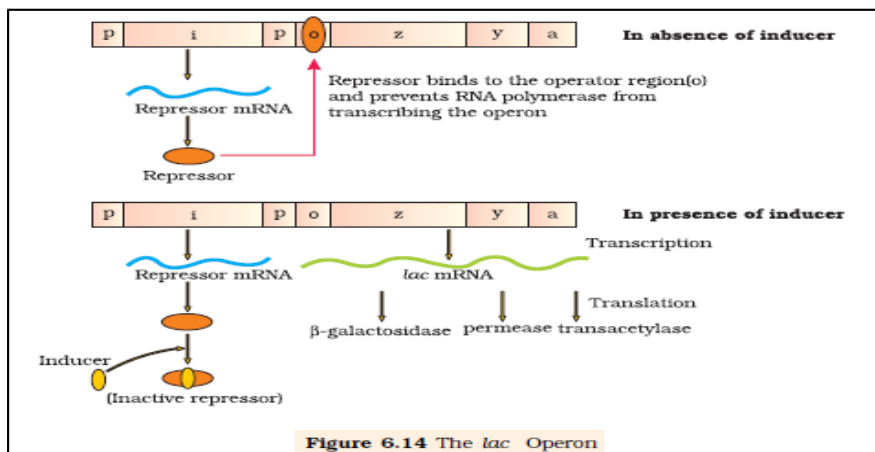 p i p o z y a In absence of inducer
Repressor binds to the operator region(o)
and prevents RNA polymerase from
transcribing the operon
Repressor mRNA
Repressor
p i p o z y a In presence of inducer
Transcription
Repressor mRNA lac mRNA
Translation
β-galactosidase permease transacetylase
Inducer
(Inactive repressor)
Figure 6.14 The lac Operon